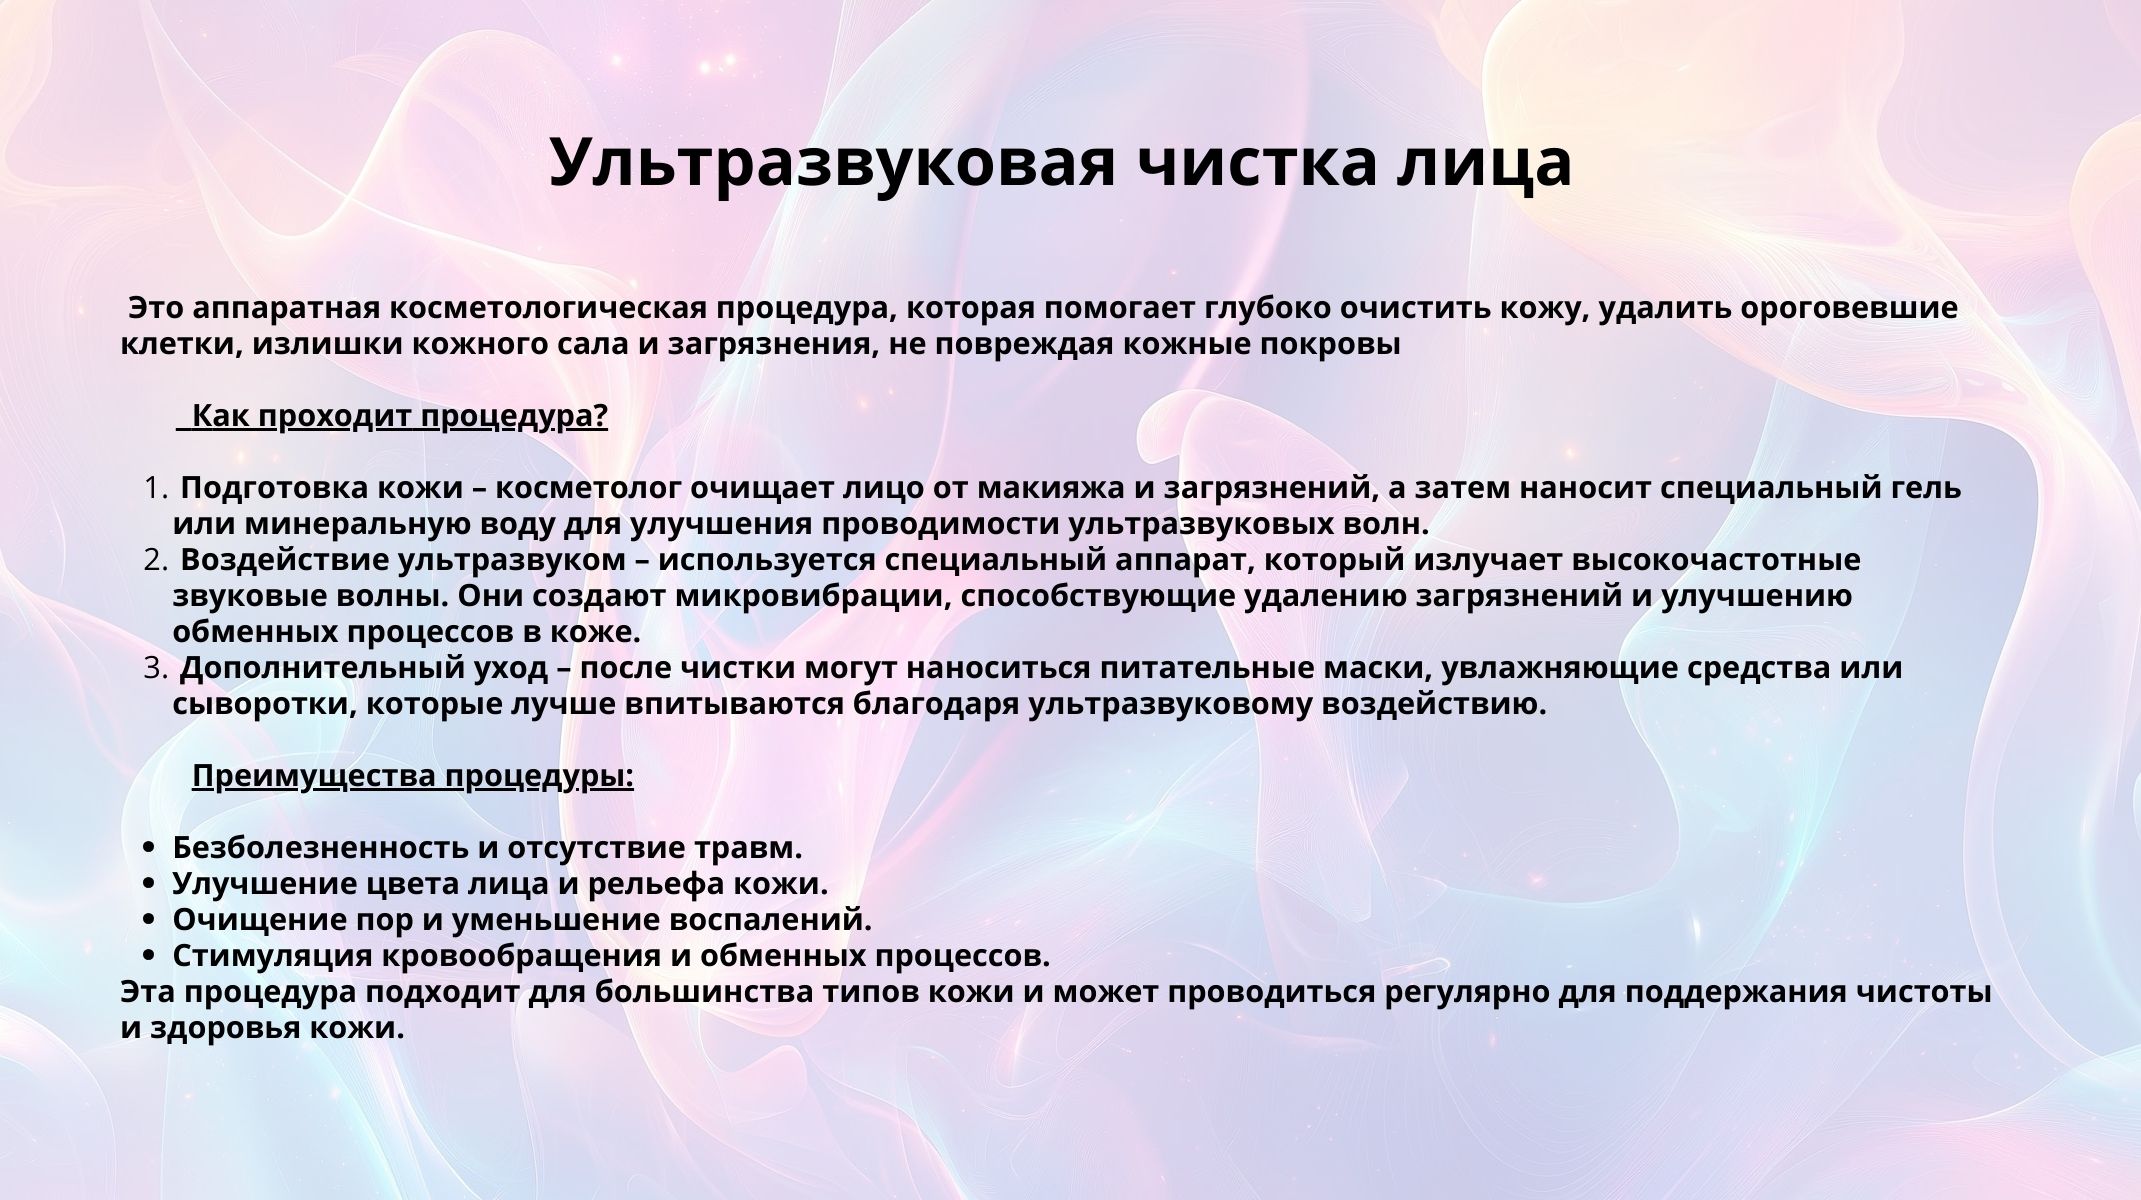 Ультразвуковая чистка лица
Это аппаратная косметологическая процедура, которая помогает глубоко очистить кожу, удалить ороговевшие
клетки, излишки кожного сала и загрязнения, не повреждая кожные покровы
Как проходит процедура?
1. Подготовка кожи – косметолог очищает лицо от макияжа и загрязнений, а затем наносит специальный гель
или минеральную воду для улучшения проводимости ультразвуковых волн.
2. Воздействие ультразвуком – используется специальный аппарат, который излучает высокочастотные
звуковые волны. Они создают микровибрации, способствующие удалению загрязнений и улучшению
обменных процессов в коже.
3. Дополнительный уход – после чистки могут наноситься питательные маски, увлажняющие средства или
сыворотки, которые лучше впитываются благодаря ультразвуковому воздействию.
Преимущества процедуры:
• Безболезненность и отсутствие травм.
• Улучшение цвета лица и рельефа кожи.
• Очищение пор и уменьшение воспалений.
• Стимуляция кровообращения и обменных процессов.
Эта процедура подходит для большинства типов кожи и может проводиться регулярно для поддержания чистоты
и здоровья кожи.